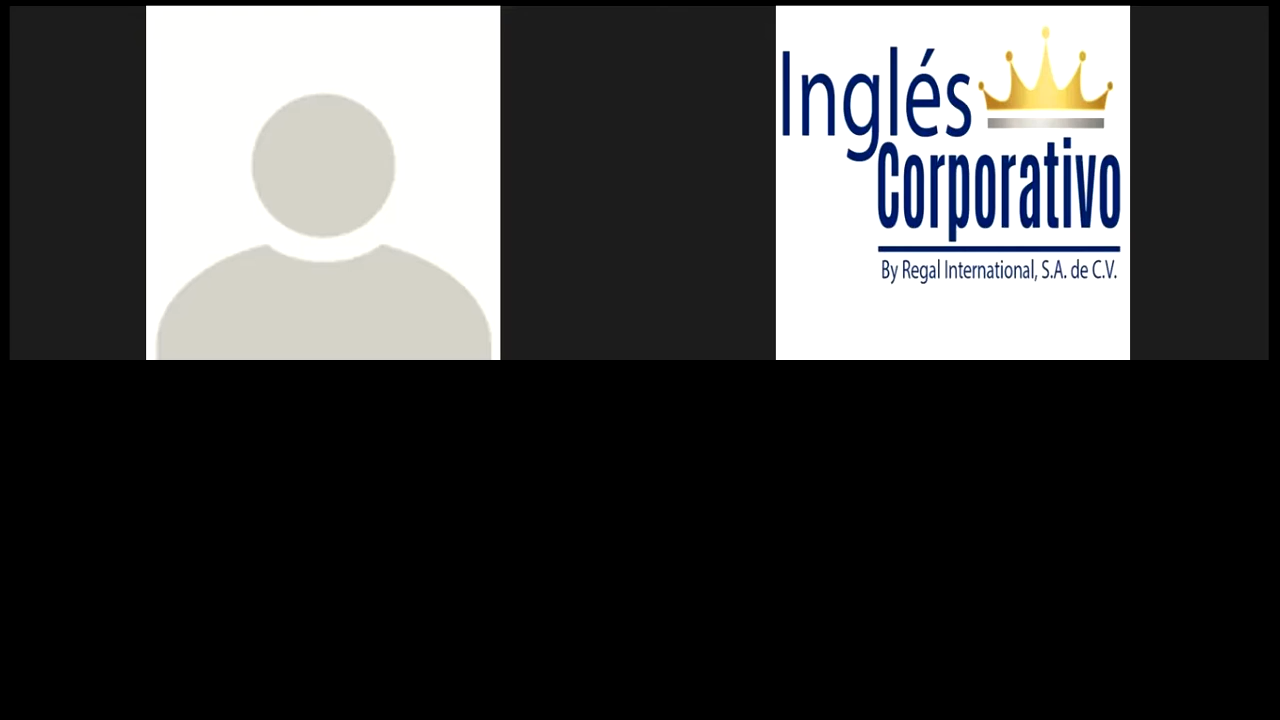 Inglés
Corporativo
By Regal International, S.A. de C.V.